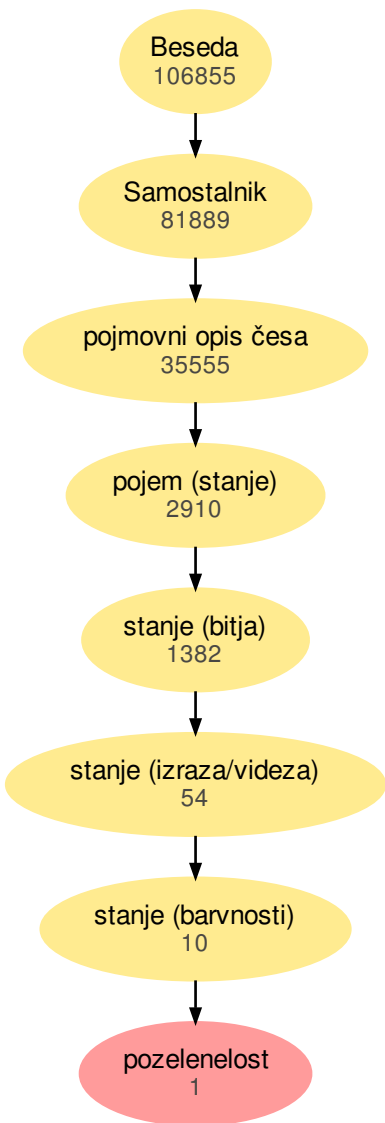 Beseda
106855
Samostalnik
81889
pojmovni opis česa
35555
pojem (stanje)
2910
stanje (bitja)
1382
stanje (izraza/videza)
54
stanje (barvnosti)
10
pozelenelost
1